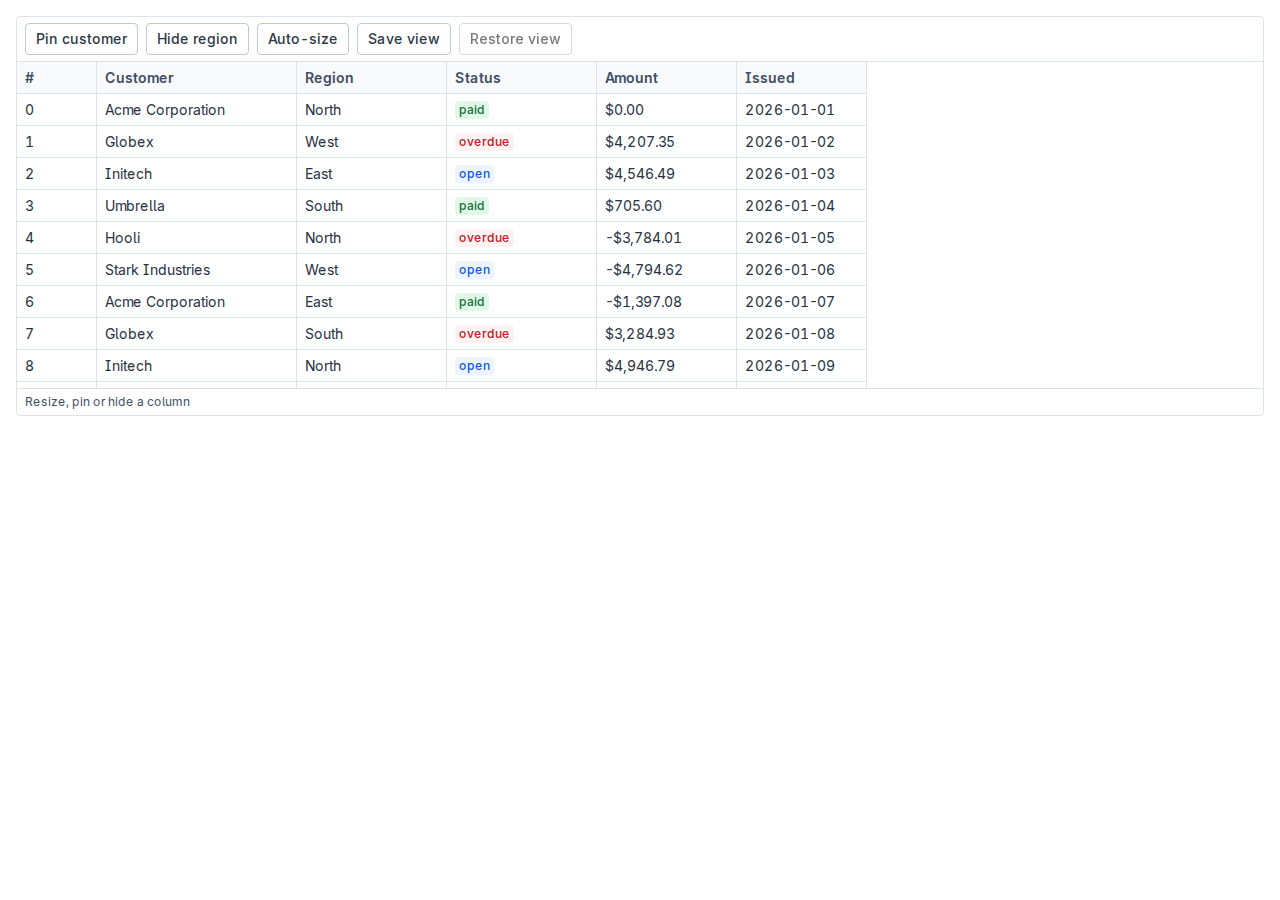 Pin customer Hide region Auto-size Save view Restore view
# Customer Region Status Amount Issued
0 Acme Corporation North paid $0.00 2026-01-01
1 Globex West overdue $4,207.35 2026-01-02
2 Initech East open $4,546.49 2026-01-03
3 Umbrella South paid $705.60 2026-01-04
4 Hooli North overdue -$3,784.01 2026-01-05
5 Stark Industries West open -$4,794.62 2026-01-06
6 Acme Corporation East paid -$1,397.08 2026-01-07
7 Globex South overdue $3,284.93 2026-01-08
8 Initech North open $4,946.79 2026-01-09
Resize, pin or hide a column